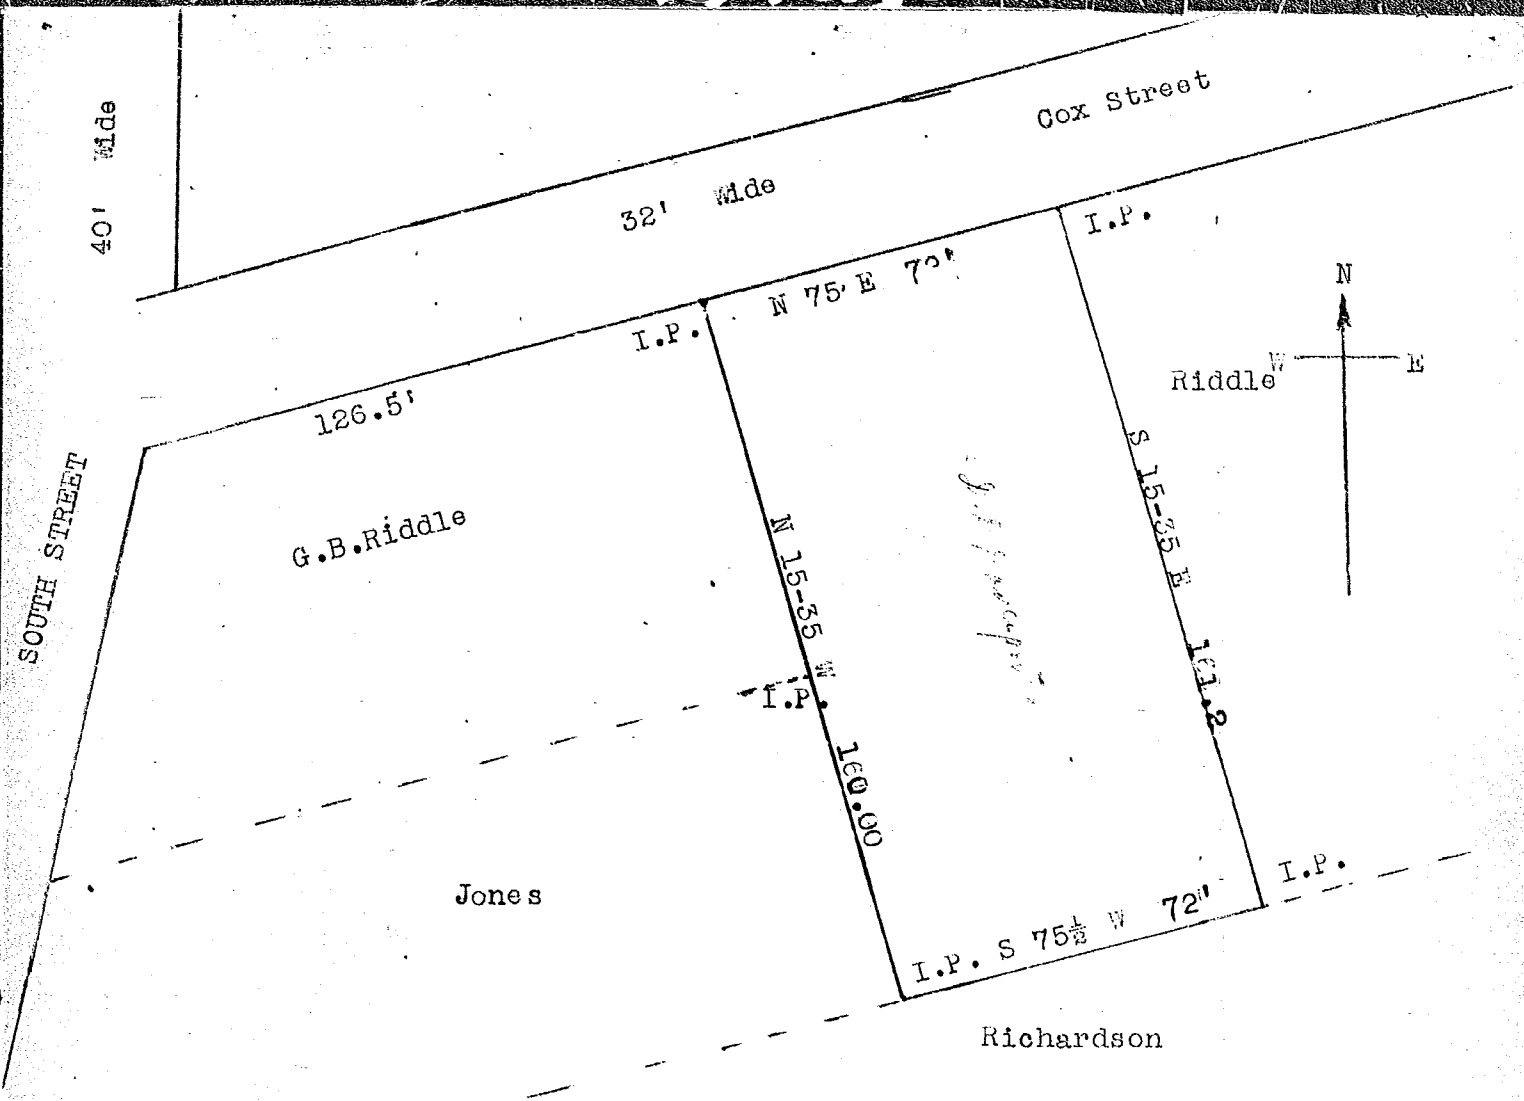 40' Wide
Cox Street
32' Wide
I.P.
N 75 E
I.P.
N
W E
Riddle
126.5'
SOUTH STREET
G.B.Riddle
N 15-35 W 160.00
S 15-35 E 161.2
I.P.
Jones
I.P.
I.P. S 75½ W 72'
Richardson